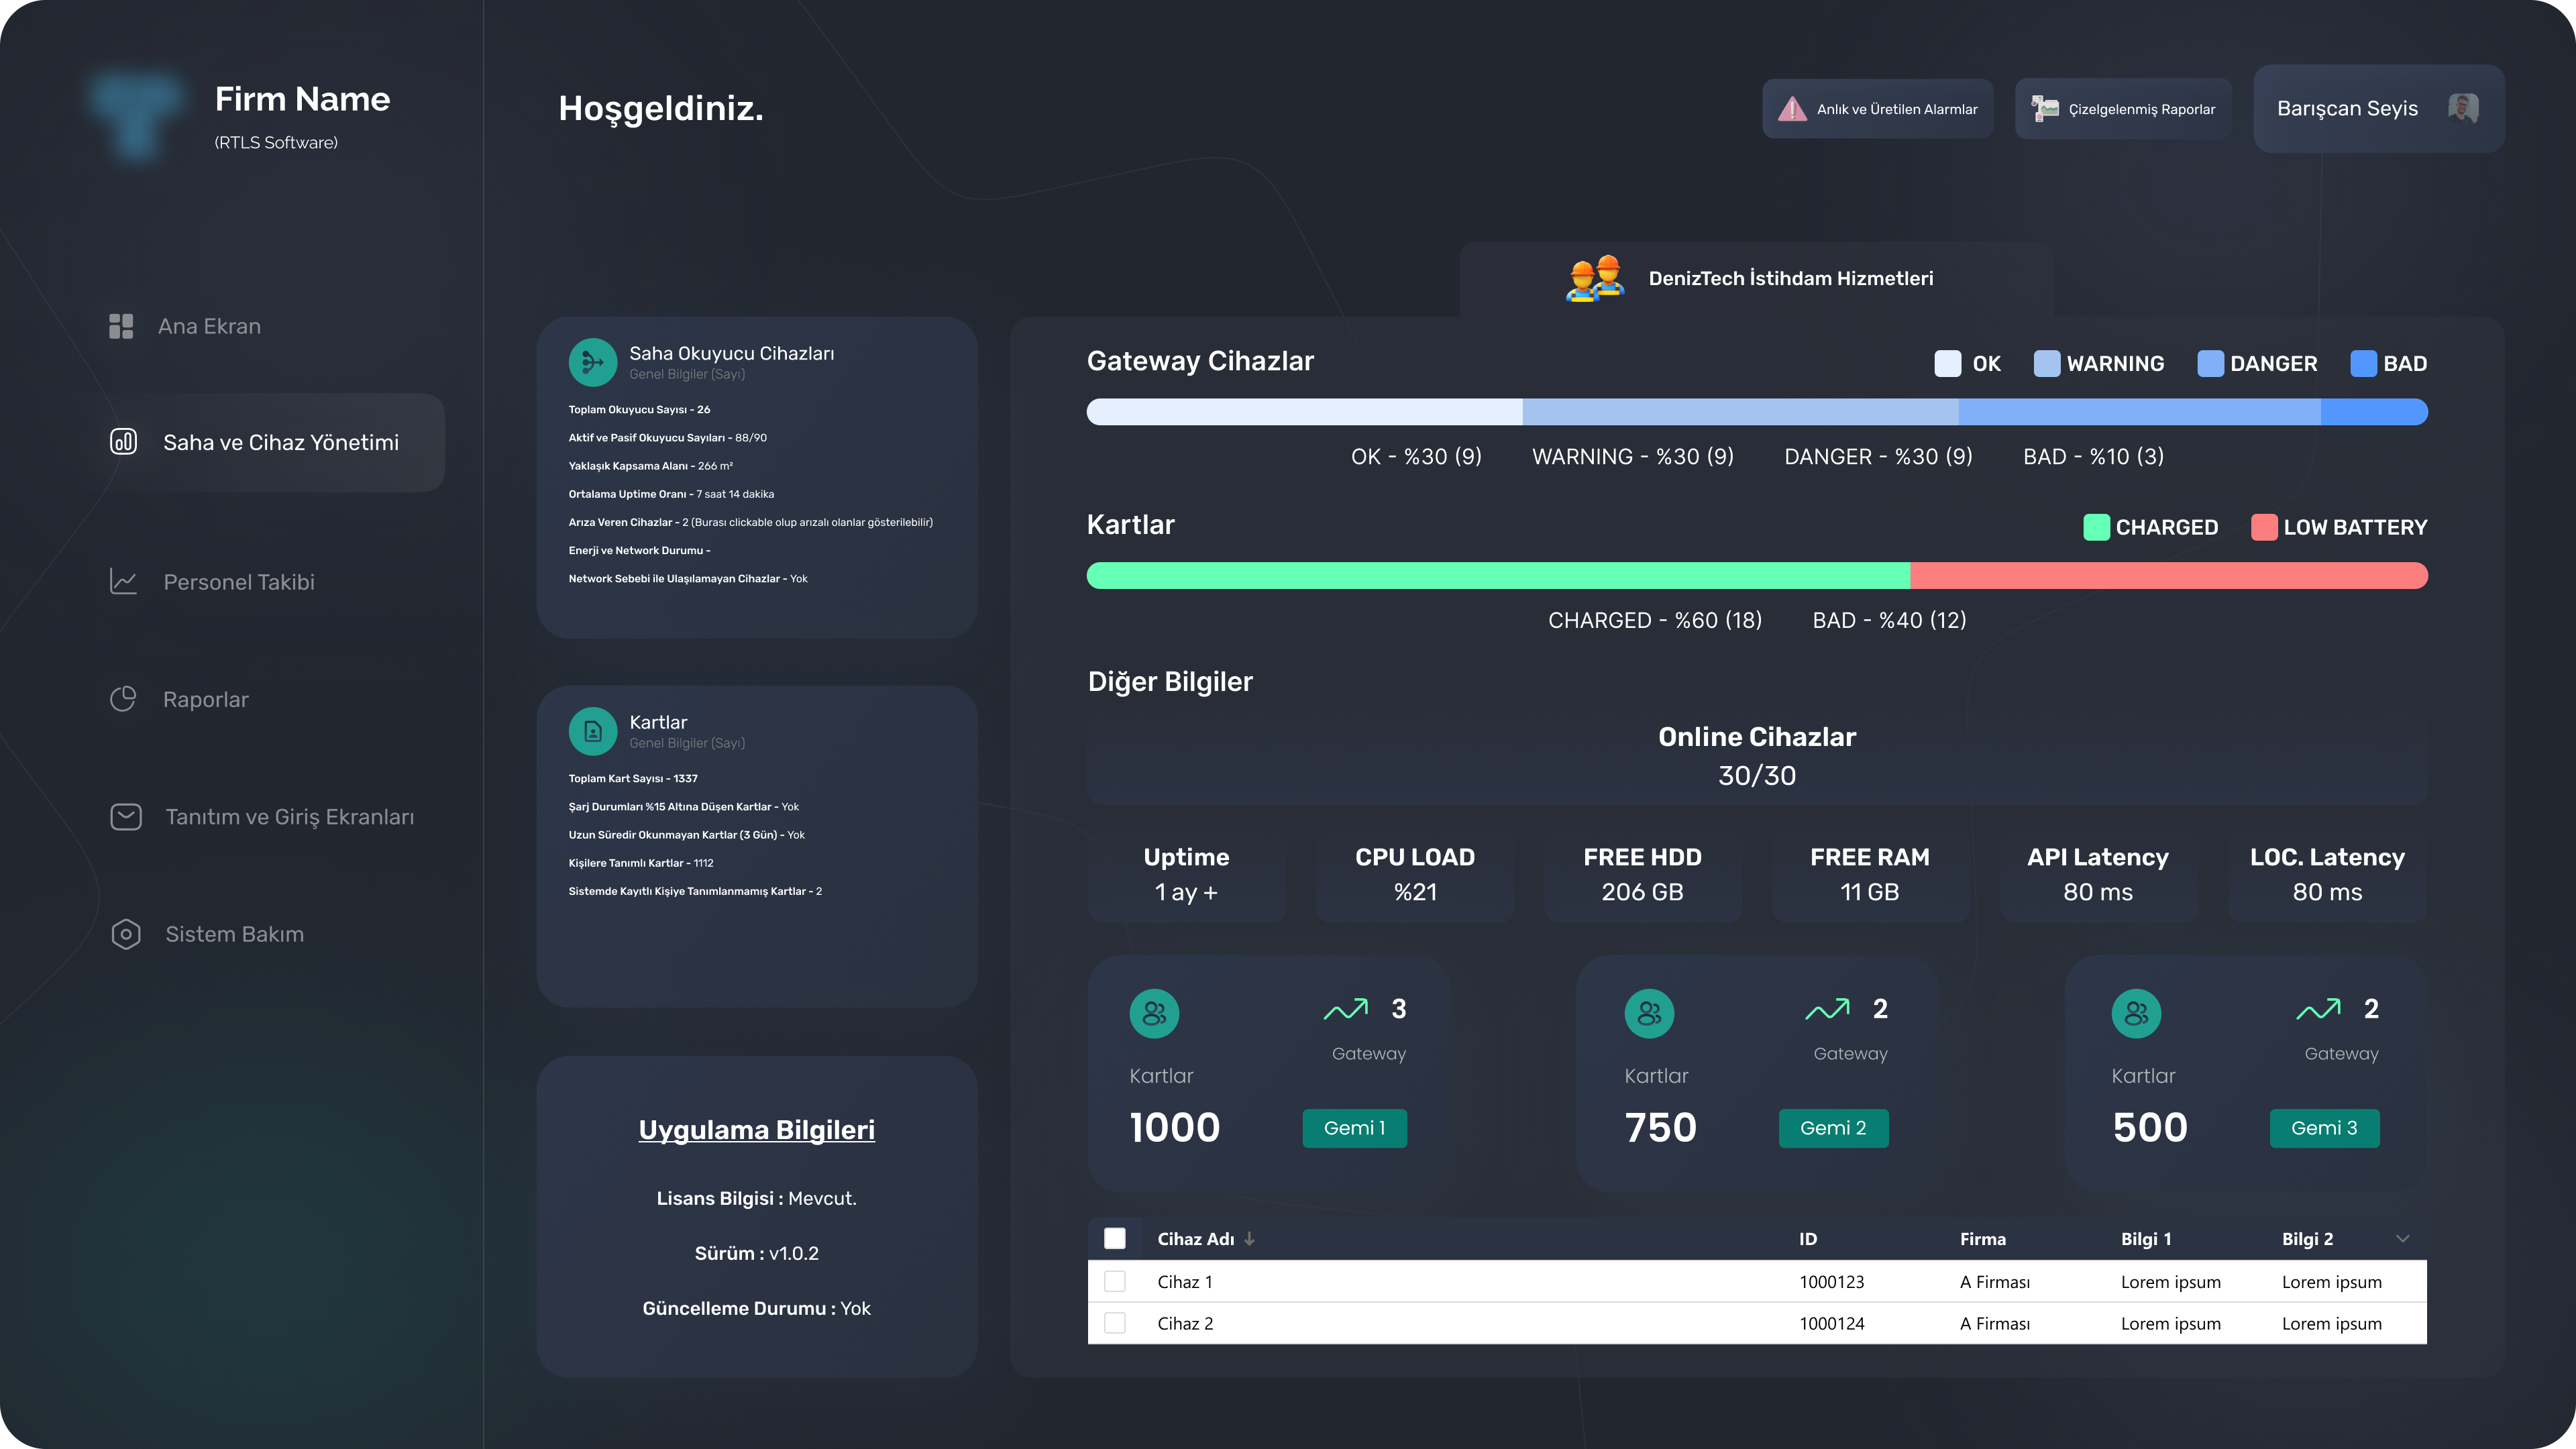 Firm Name
(RTLS Software)
Ana Ekran
Saha ve Cihaz Yönetimi
Personel Takibi
Raporlar
Tanıtım ve Giriş Ekranları
Sistem Bakım
Hoşgeldiniz.
Anlık ve Üretilen Alarmlar
Çizelgelenmiş Raporlar
Barışcan Seyis
Saha Okuyucu Cihazları
Genel Bilgiler (Sayı)
Toplam Okuyucu Sayısı - 26
Aktif ve Pasif Okuyucu Sayıları - 88/90
Yaklaşık Kapsama Alanı - 266 m²
Ortalama Uptime Oranı - 7 saat 14 dakika
Arıza Veren Cihazlar - 2 (Burası clickable olup arızalı olanlar gösterilebilir)
Enerji ve Network Durumu -
Network Sebebi ile Ulaşılamayan Cihazlar - Yok
Kartlar
Genel Bilgiler (Sayı)
Toplam Kart Sayısı - 1337
Şarj Durumları %15 Altına Düşen Kartlar - Yok
Uzun Süredir Okunmayan Kartlar (3 Gün) - Yok
Kişilere Tanımlı Kartlar - 1112
Sistemde Kayıtlı Kişiye Tanımlanmamış Kartlar - 2
Uygulama Bilgileri
Lisans Bilgisi : Mevcut.
Sürüm : v1.0.2
Güncelleme Durumu : Yok
DenizTech İstihdam Hizmetleri
Gateway Cihazlar
OK WARNING DANGER BAD
OK - %30 (9) WARNING - %30 (9) DANGER - %30 (9) BAD - %10 (3)
Kartlar
CHARGED LOW BATTERY
CHARGED - %60 (18) BAD - %40 (12)
Diğer Bilgiler
Online Cihazlar
30/30
Uptime CPU LOAD FREE HDD FREE RAM API Latency LOC. Latency
1 ay + %21 206 GB 11 GB 80 ms 80 ms
3
Gateway
Kartlar
1000
Gemi 1
2
Gateway
Kartlar
750
Gemi 2
2
Gateway
Kartlar
500
Gemi 3
Cihaz Adı ID Firma Bilgi 1 Bilgi 2
Cihaz 1 1000123 A Firması Lorem ipsum Lorem ipsum
Cihaz 2 1000124 A Firması Lorem ipsum Lorem ipsum